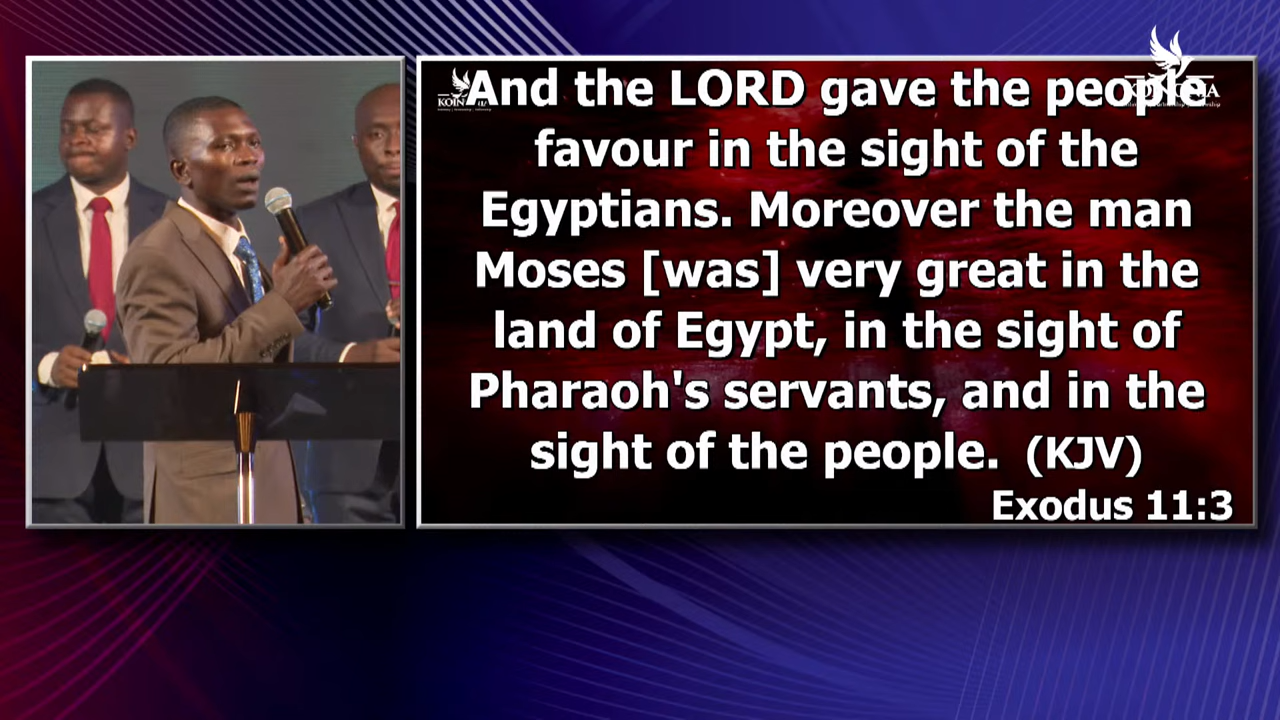 And the LORD gave the people
favour in the sight of the
Egyptians. Moreover the man
Moses [was] very great in the
land of Egypt, in the sight of
Pharaoh's servants, and in the
sight of the people. (KJV)
Exodus 11:3